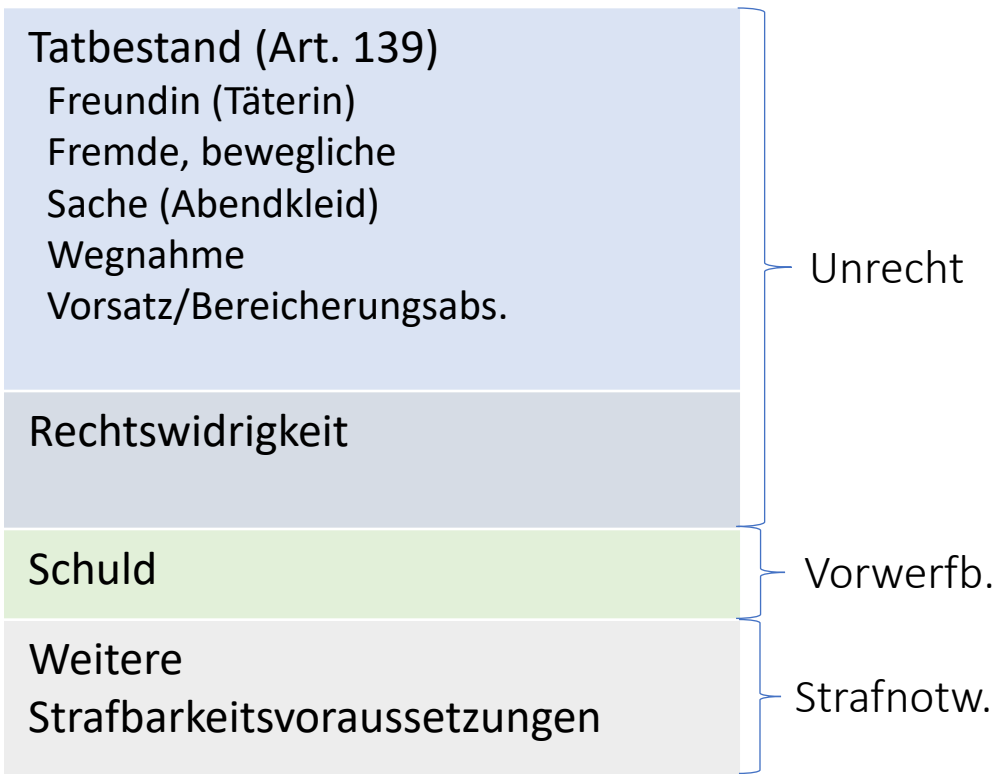 Tatbestand (Art. 139)
Freundin (Täterin)
Fremde, bewegliche
Sache (Abendkleid)
Wegnahme
Vorsatz/Bereicherungsabs.
Unrecht
Rechtswidrigkeit
Schuld
Vorwerfb.
Weitere
Strafbarkeitsvoraussetzungen
Strafnotw.